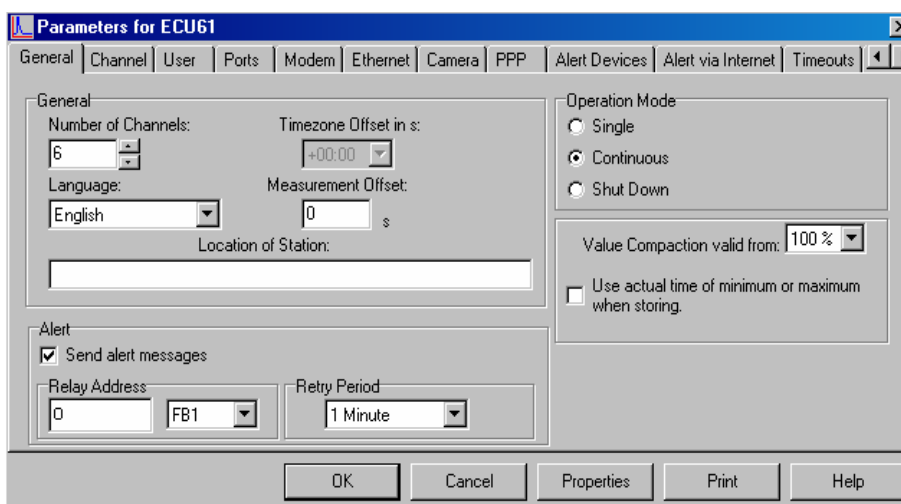 Parameters for ECU61
General Channel User Ports Modem Ethernet Camera PPP Alert Devices Alert via Internet Timeouts
General
Number of Channels: Timezone Offset in s:
6 +00:00
Language: Measurement Offset:
English 0 s
Location of Station:
Operation Mode
Single
Continuous
Shut Down
Value Compaction valid from: 100 %
Use actual time of minimum or maximum
when storing.
Alert
Send alert messages
Relay Address Retry Period
0 FB1 1 Minute
OK Cancel Properties Print Help